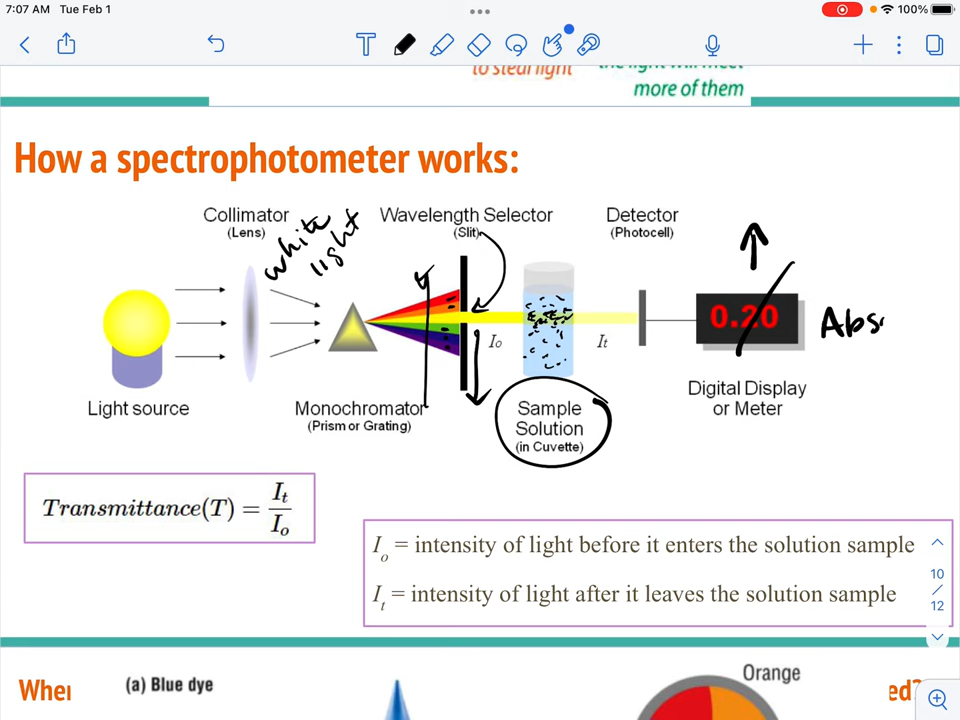 7:07 AM Tue Feb 1
100%
to steal light
the light will meet
more of them
How a spectrophotometer works:
Collimator
(Lens)
white
light
Wavelength Selector
(Slit)
Detector
(Photocell)
0.20
Abs
I₀
Iₜ
Light source
Monochromator
(Prism or Grating)
Sample
Solution
(in Cuvette)
Digital Display
or Meter
Transmittance(T) = Iₜ/I₀
Iₒ = intensity of light before it enters the solution sample
Iₜ = intensity of light after it leaves the solution sample
10
/
12
(a) Blue dye
Orange
ed?